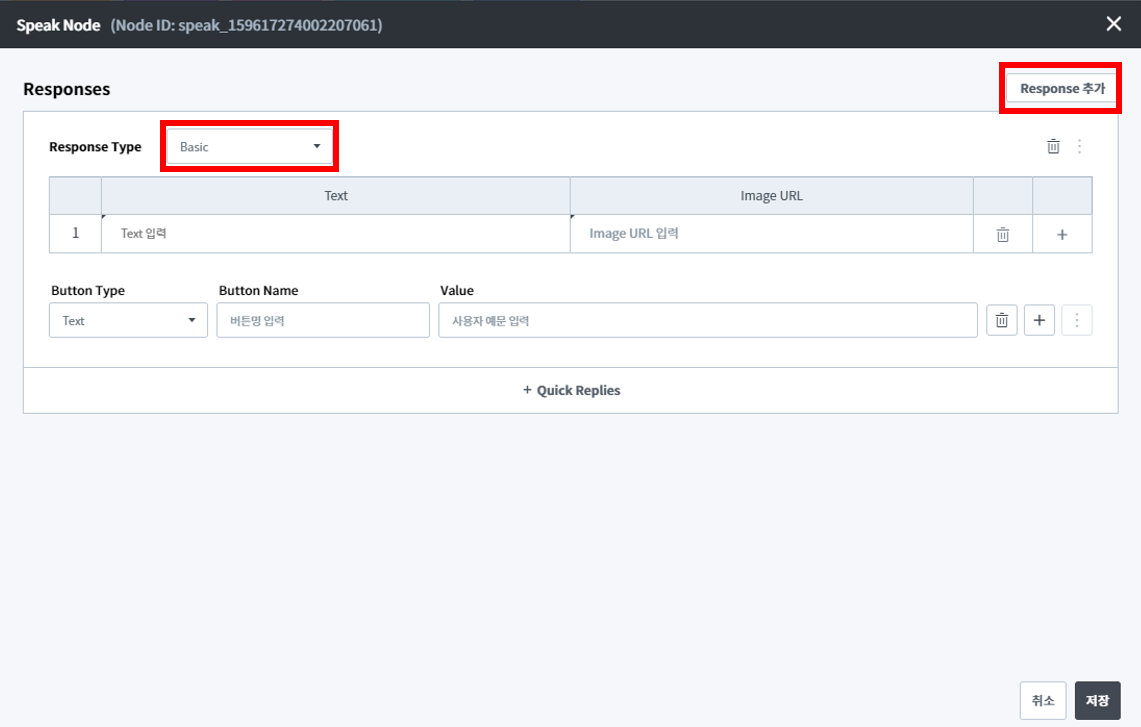 Speak Node (Node ID: speak_159617274002207061)
Responses
Response 추가
Response Type
Basic
Text
Image URL
1
Text 입력
Image URL 입력
+
Button Type
Button Name
Value
Text
버튼명 입력
사용자 예문 입력
+
+ Quick Replies
취소
저장